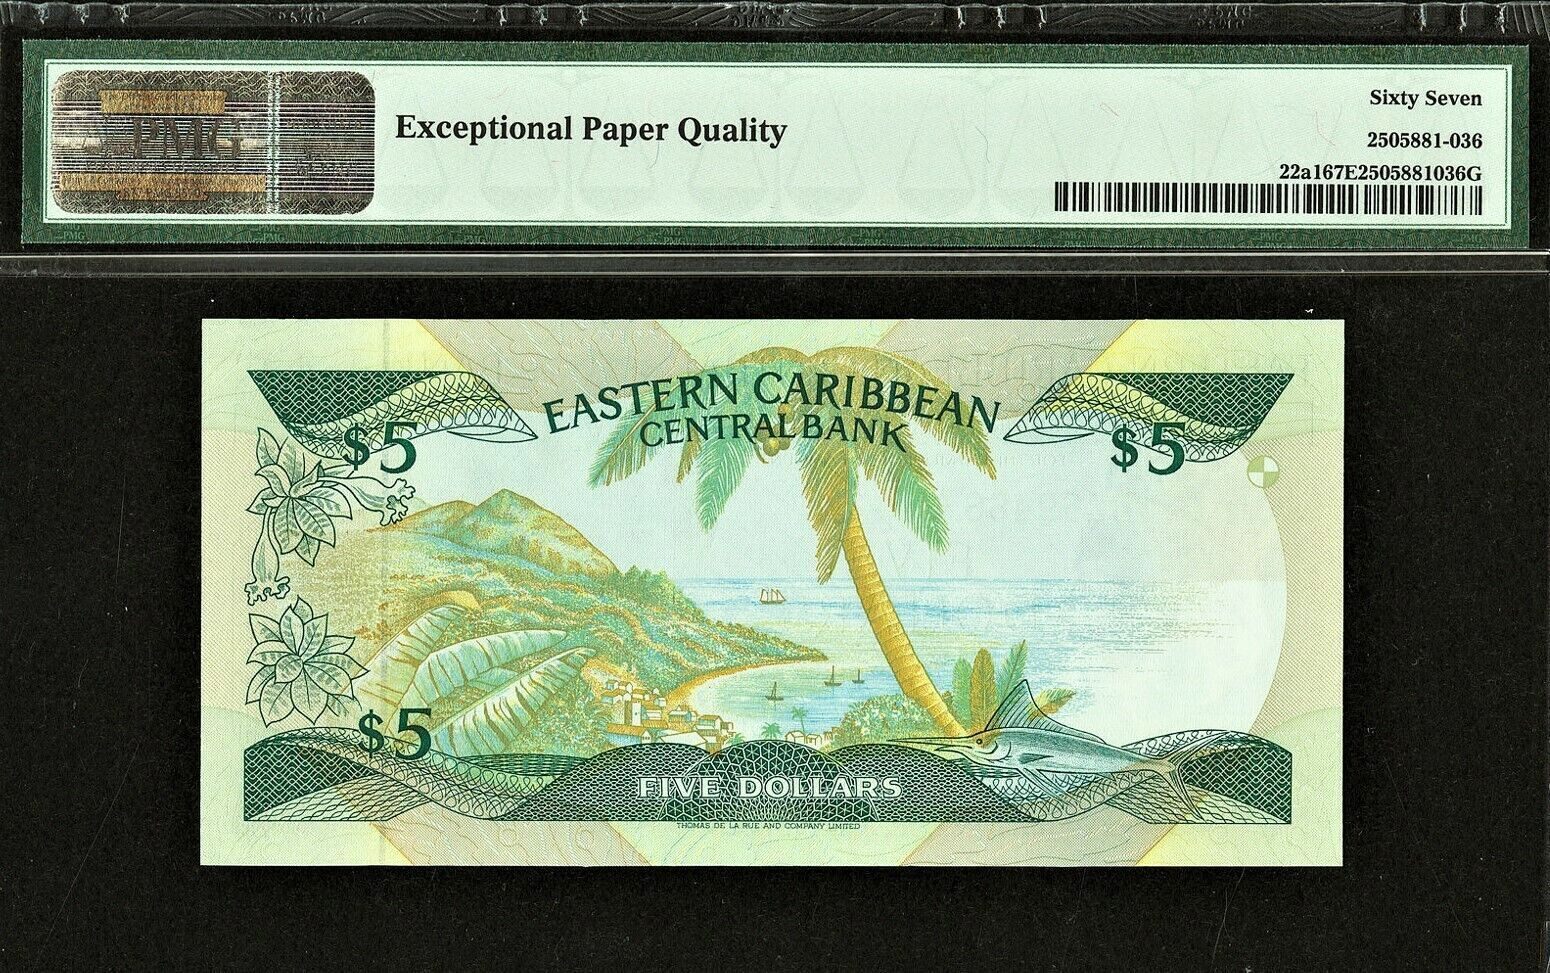 PMG
Exceptional Paper Quality
Sixty Seven
2505881-036
22a167E2505881036G
EASTERN CARIBBEAN
CENTRAL BANK
$5
$5
$5
FIVE DOLLARS
THOMAS DE LA RUE AND COMPANY LIMITED